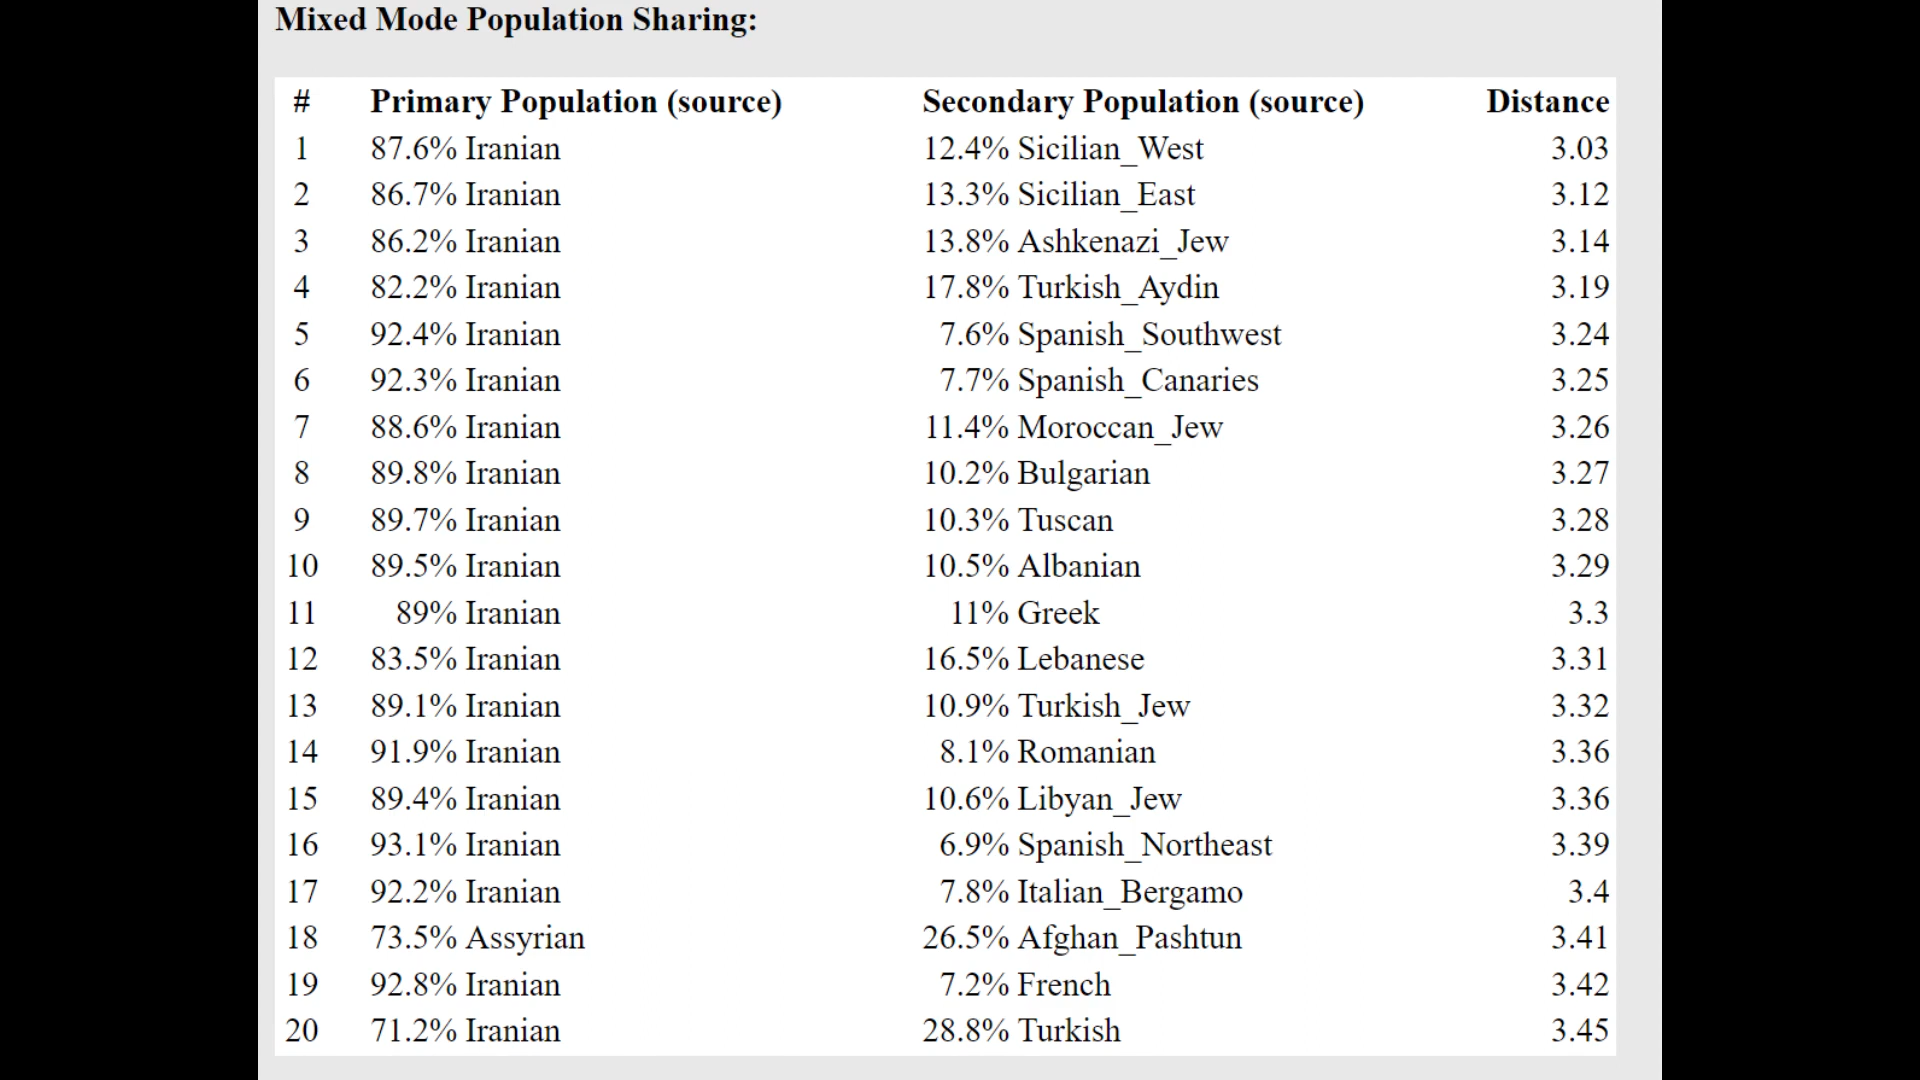 Mixed Mode Population Sharing:
# Primary Population (source) Secondary Population (source) Distance
1 87.6% Iranian 12.4% Sicilian_West 3.03
2 86.7% Iranian 13.3% Sicilian_East 3.12
3 86.2% Iranian 13.8% Ashkenazi_Jew 3.14
4 82.2% Iranian 17.8% Turkish_Aydin 3.19
5 92.4% Iranian 7.6% Spanish_Southwest 3.24
6 92.3% Iranian 7.7% Spanish_Canaries 3.25
7 88.6% Iranian 11.4% Moroccan_Jew 3.26
8 89.8% Iranian 10.2% Bulgarian 3.27
9 89.7% Iranian 10.3% Tuscan 3.28
10 89.5% Iranian 10.5% Albanian 3.29
11 89% Iranian 11% Greek 3.3
12 83.5% Iranian 16.5% Lebanese 3.31
13 89.1% Iranian 10.9% Turkish_Jew 3.32
14 91.9% Iranian 8.1% Romanian 3.36
15 89.4% Iranian 10.6% Libyan_Jew 3.36
16 93.1% Iranian 6.9% Spanish_Northeast 3.39
17 92.2% Iranian 7.8% Italian_Bergamo 3.4
18 73.5% Assyrian 26.5% Afghan_Pashtun 3.41
19 92.8% Iranian 7.2% French 3.42
20 71.2% Iranian 28.8% Turkish 3.45